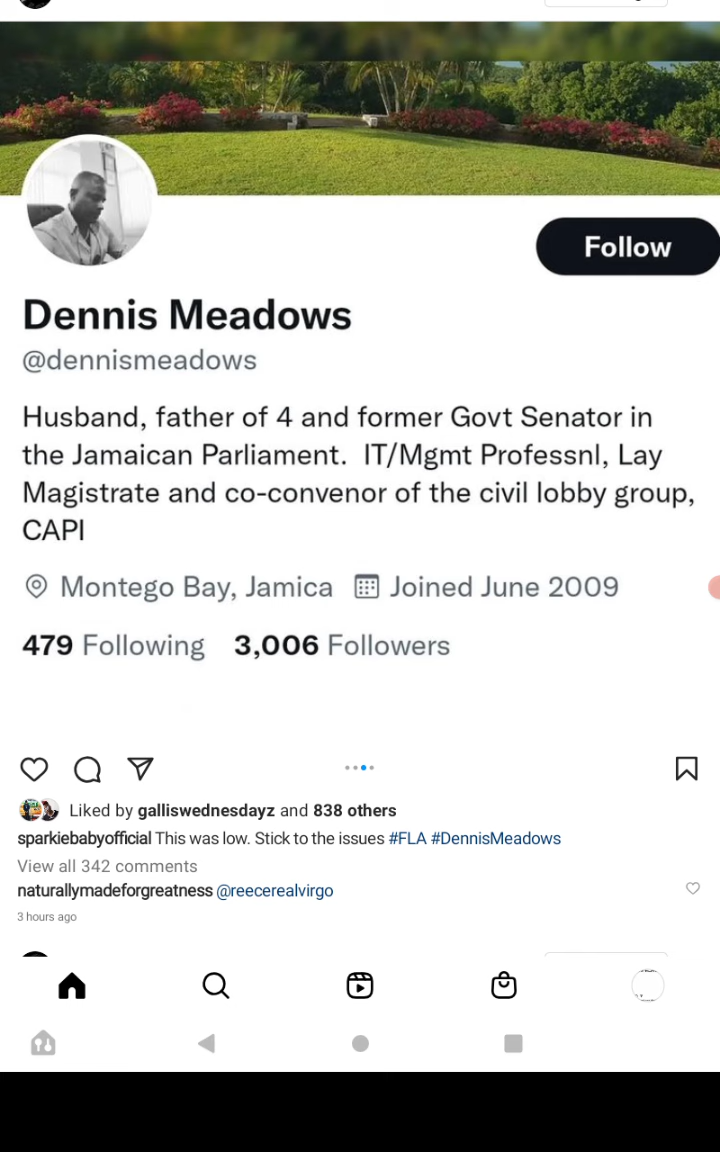 Follow
Dennis Meadows
@dennismeadows
Husband, father of 4 and former Govt Senator in
the Jamaican Parliament. IT/Mgmt Professnl, Lay
Magistrate and co-convenor of the civil lobby group,
CAPI
Montego Bay, Jamica Joined June 2009
479 Following 3,006 Followers
Liked by galliswednesdayz and 838 others
sparkiebabyofficial This was low. Stick to the issues #FLA #DennisMeadows
View all 342 comments
naturallymadeforgreatness @reecerealvirgo
3 hours ago